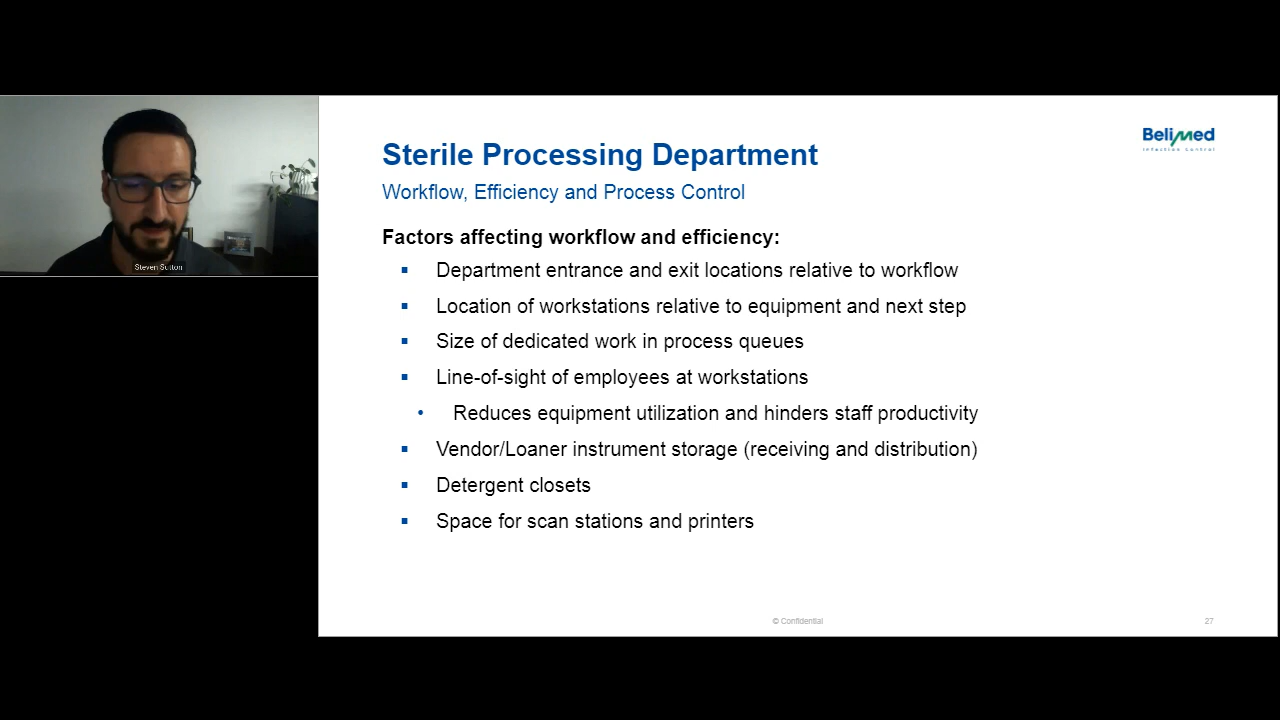 Belimed
infection control
Sterile Processing Department
Workflow, Efficiency and Process Control
Factors affecting workflow and efficiency:
▪ Department entrance and exit locations relative to workflow
▪ Location of workstations relative to equipment and next step
▪ Size of dedicated work in process queues
▪ Line-of-sight of employees at workstations
• Reduces equipment utilization and hinders staff productivity
▪ Vendor/Loaner instrument storage (receiving and distribution)
▪ Detergent closets
▪ Space for scan stations and printers
Steven Sutton
© Confidential
27